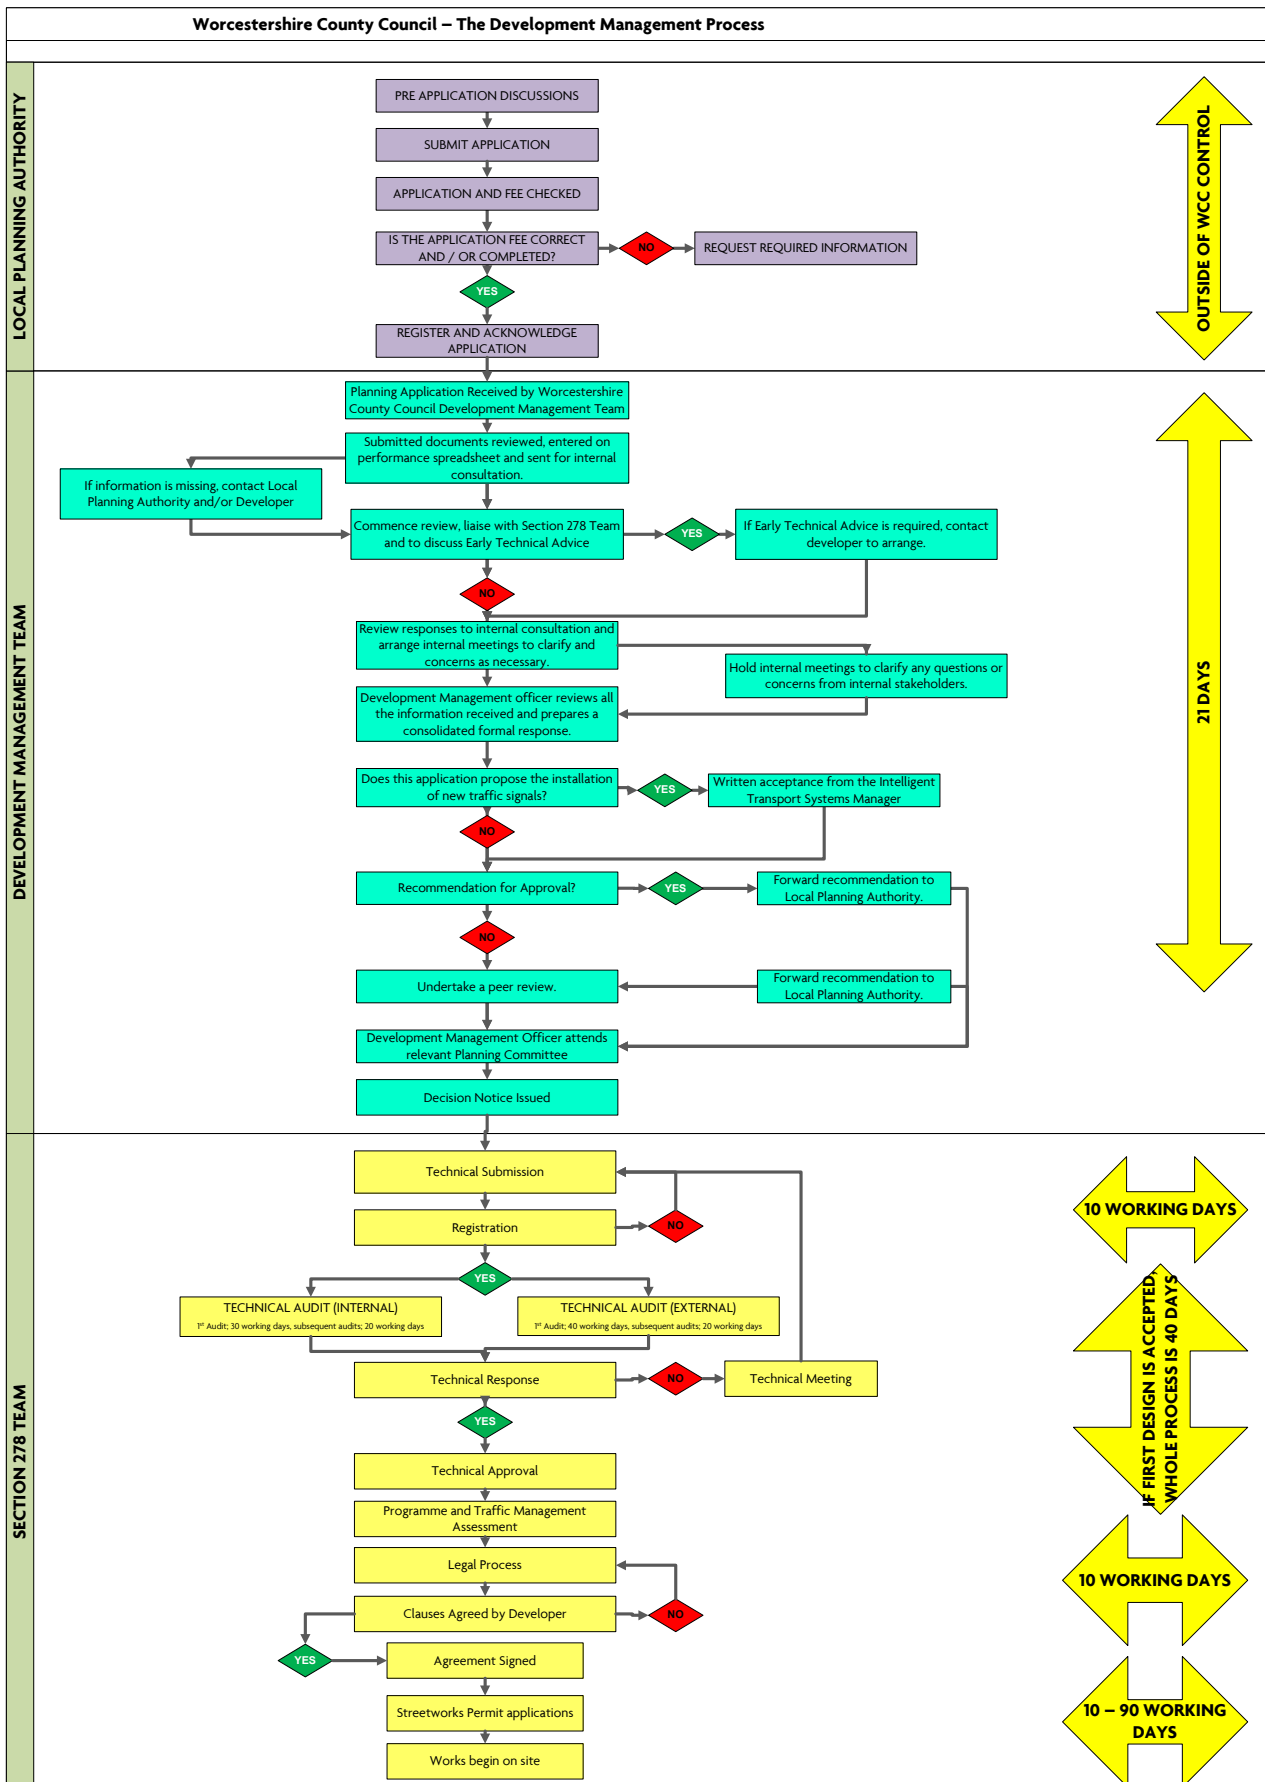 Worcestershire County Council – The Development Management Process
LOCAL PLANNING AUTHORITY
PRE APPLICATION DISCUSSIONS
SUBMIT APPLICATION
APPLICATION AND FEE CHECKED
IS THE APPLICATION FEE CORRECT
AND / OR COMPLETED?
NO
REQUEST REQUIRED INFORMATION
YES
REGISTER AND ACKNOWLEDGE
APPLICATION
OUTSIDE OF WCC CONTROL
DEVELOPMENT MANAGEMENT TEAM
Planning Application Received by Worcestershire
County Council Development Management Team
Submitted documents reviewed, entered on
performance spreadsheet and sent for internal
consultation.
If information is missing, contact Local
Planning Authority and/or Developer
Commence review, liaise with Section 278 Team
and to discuss Early Technical Advice
YES
If Early Technical Advice is required, contact
developer to arrange.
NO
Review responses to internal consultation and
arrange internal meetings to clarify and
concerns as necessary.
Hold internal meetings to clarify any questions or
concerns from internal stakeholders.
Development Management officer reviews all
the information received and prepares a
consolidated formal response.
Does this application propose the installation
of new traffic signals?
YES
Written acceptance from the Intelligent
Transport Systems Manager
NO
Recommendation for Approval?
YES
Forward recommendation to
Local Planning Authority.
NO
Undertake a peer review.
Forward recommendation to
Local Planning Authority.
Development Management Officer attends
relevant Planning Committee
Decision Notice Issued
21 DAYS
SECTION 278 TEAM
Technical Submission
Registration
NO
YES
TECHNICAL AUDIT (INTERNAL)
1st Audit; 30 working days, subsequent audits; 20 working days
TECHNICAL AUDIT (EXTERNAL)
1st Audit; 40 working days, subsequent audits; 20 working days
Technical Response
NO
Technical Meeting
YES
Technical Approval
Programme and Traffic Management
Assessment
Legal Process
Clauses Agreed by Developer
NO
YES
Agreement Signed
Streetworks Permit applications
Works begin on site
10 WORKING DAYS
IF FIRST DESIGN IS ACCEPTED,
WHOLE PROCESS IS 40 DAYS
10 WORKING DAYS
10 – 90 WORKING
DAYS